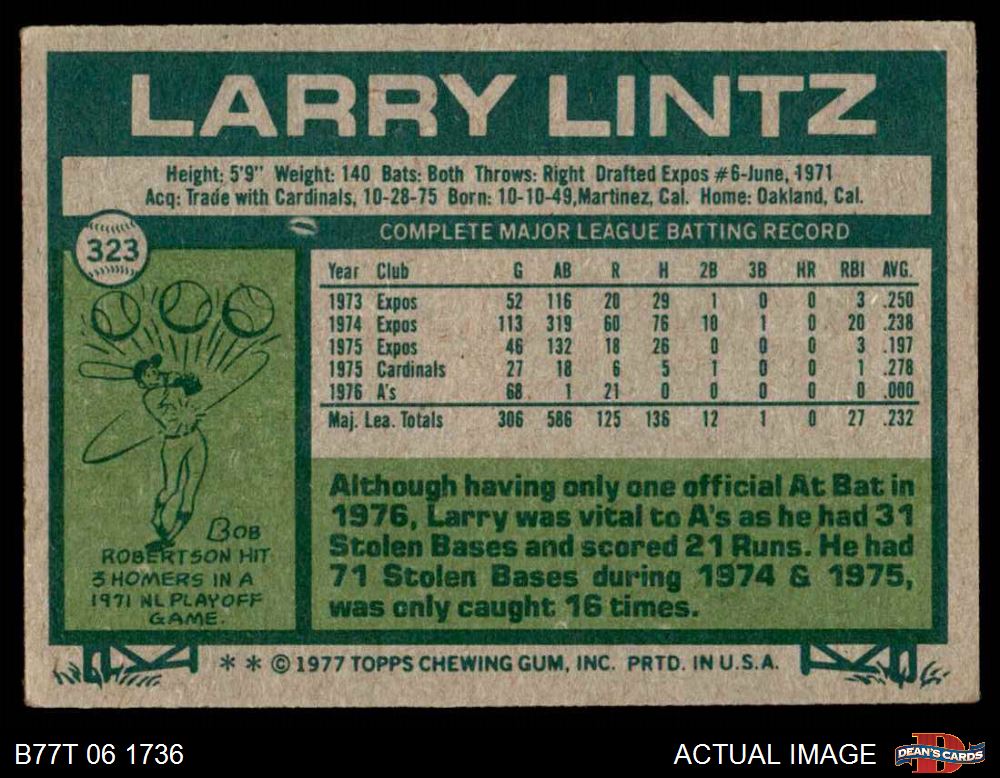 LARRY LINTZ
Height: 5'9" Weight: 140 Bats: Both Throws: Right Drafted Expos #6-June, 1971
Acq: Trade with Cardinals, 10-28-75 Born: 10-10-49, Martinez, Cal. Home: Oakland, Cal.
323
COMPLETE MAJOR LEAGUE BATTING RECORD
Year Club G AB R H 2B 3B HR RBI AVG.
1973 Expos 52 116 20 29 1 0 0 3 .250
1974 Expos 113 319 60 76 10 1 0 20 .238
1975 Expos 46 132 18 26 0 0 0 3 .197
1975 Cardinals 27 18 6 5 1 0 0 1 .278
1976 A's 68 1 21 0 0 0 0 0 .000
Maj. Lea. Totals 306 586 125 136 12 1 0 27 .232
BOB
ROBERTSON HIT
3 HOMERS IN A
1971 NL PLAYOFF
GAME.
Although having only one official At Bat in
1976, Larry was vital to A's as he had 31
Stolen Bases and scored 21 Runs. He had
71 Stolen Bases during 1974 & 1975,
was only caught 16 times.
* * © 1977 TOPPS CHEWING GUM, INC. PRTD. IN U.S.A.
B77T 06 1736
ACTUAL IMAGE
DEAN'S CARDS